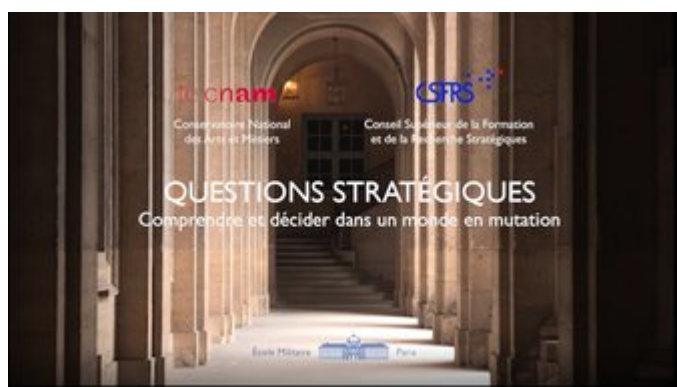 le cnam
CSFRS
Conservatoire National
des Arts et Métiers
Conseil Supérieur de la Formation
et de la Recherche Stratégiques
QUESTIONS STRATÉGIQUES
Comprendre et décider dans un monde en mutation
École Militaire Paris